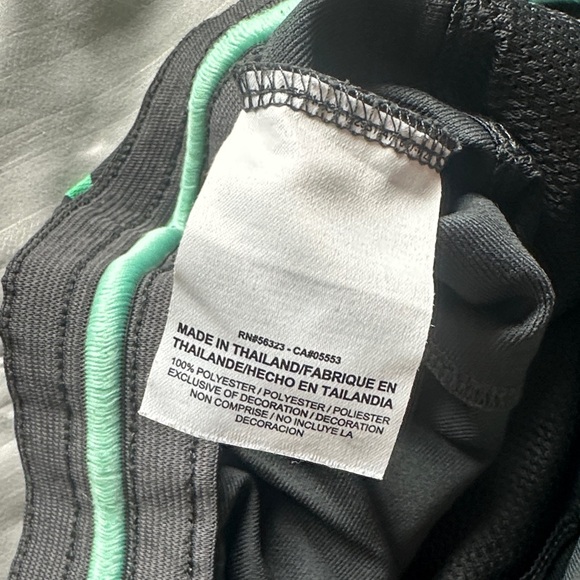 RN#56323 - CA#05553
MADE IN THAILAND/FABRIQUE EN
THAILANDE/HECHO EN TAILANDIA
100% POLYESTER / POLYESTER / POLIESTER
EXCLUSIVE OF DECORATION / DECORATION
NON COMPRISE / NO INCLUYE LA
DECORACION